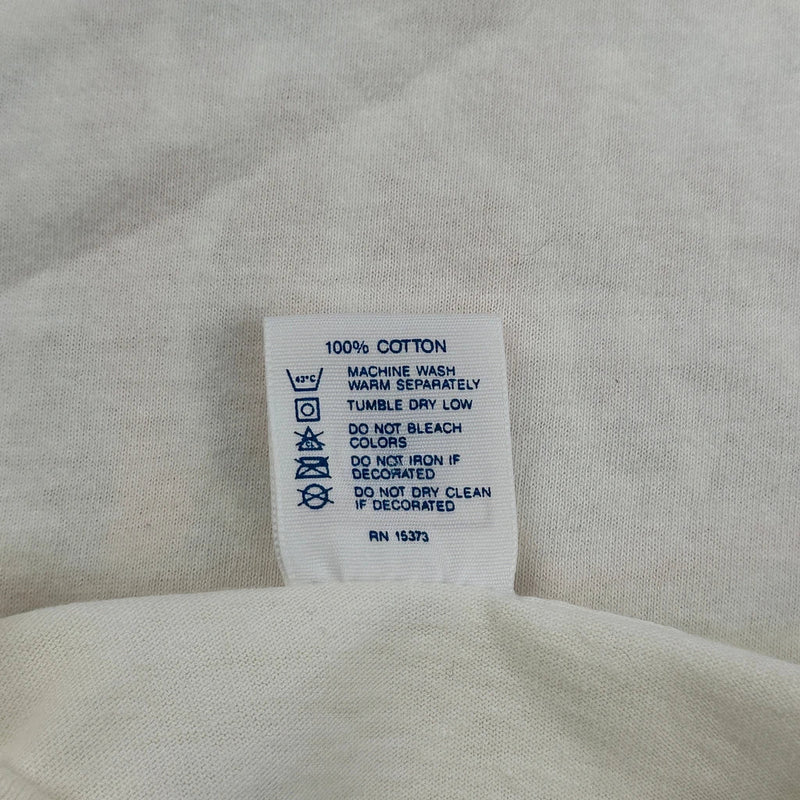 100% COTTON
43°C
MACHINE WASH
WARM SEPARATELY
TUMBLE DRY LOW
CL
DO NOT BLEACH
COLORS
DO NOT IRON IF
DECORATED
DO NOT DRY CLEAN
IF DECORATED
RN 15373